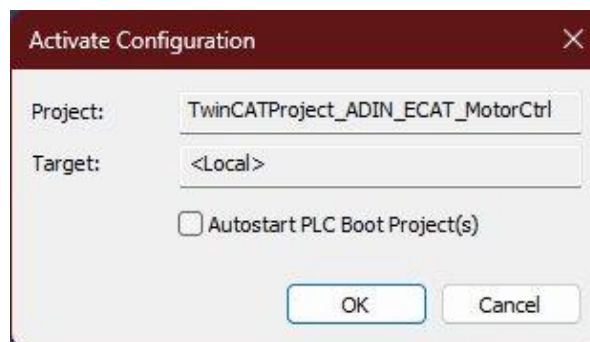 Activate Configuration
Project: TwinCATProject_ADIN_ECAT_MotorCtrl
Target: <Local>
Autostart PLC Boot Project(s)
OK Cancel